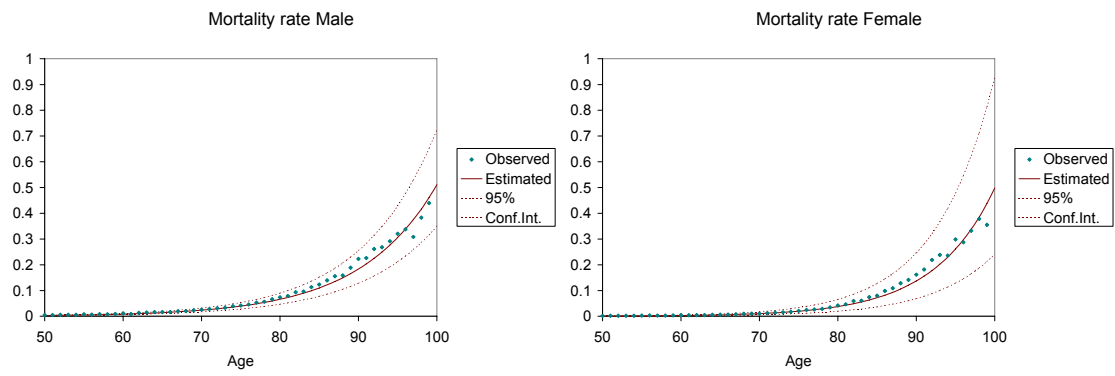 Mortality rate Male
1
0.9
0.8
0.7
0.6
0.5
0.4
0.3
0.2
0.1
0
50 60 70 80 90 100
Age
Observed
Estimated
95%
Conf.Int.
Mortality rate Female
1
0.9
0.8
0.7
0.6
0.5
0.4
0.3
0.2
0.1
0
50 60 70 80 90 100
Age
Observed
Estimated
95%
Conf.Int.